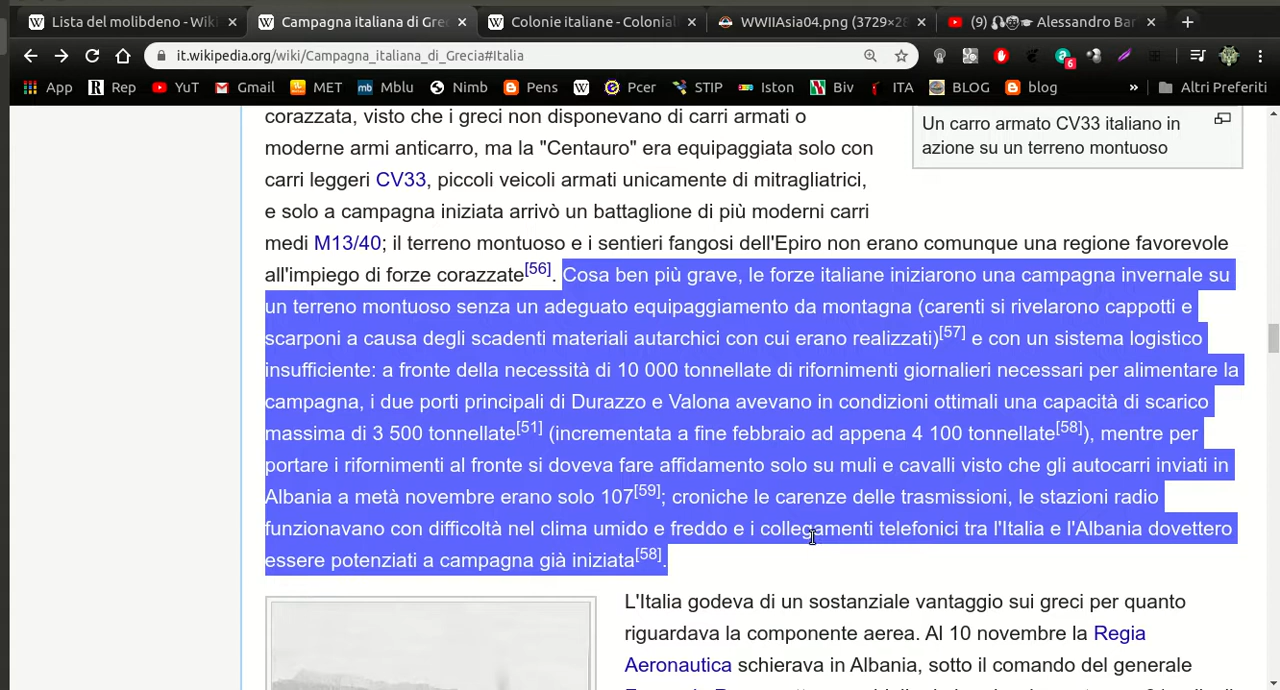 Lista del molibdeno - Wiki
Campagna italiana di Gre
Colonie italiane - Colonial
WWIIAsia04.png (3729×28
(9) Alessandro Bar
it.wikipedia.org/wiki/Campagna_italiana_di_Grecia#Italia
6
App
Rep
YuT
Gmail
MET
Mblu
Nimb
Pens
Pcer
STIP
Iston
Biv
ITA
BLOG
blog
»
Altri Preferiti
corazzata, visto che i greci non disponevano di carri armati o
moderne armi anticarro, ma la "Centauro" era equipaggiata solo con
carri leggeri CV33, piccoli veicoli armati unicamente di mitragliatrici,
e solo a campagna iniziata arrivò un battaglione di più moderni carri
medi M13/40; il terreno montuoso e i sentieri fangosi dell'Epiro non erano comunque una regione favorevole
all'impiego di forze corazzate[56]. Cosa ben più grave, le forze italiane iniziarono una campagna invernale su
un terreno montuoso senza un adeguato equipaggiamento da montagna (carenti si rivelarono cappotti e
scarponi a causa degli scadenti materiali autarchici con cui erano realizzati)[57] e con un sistema logistico
insufficiente: a fronte della necessità di 10 000 tonnellate di rifornimenti giornalieri necessari per alimentare la
campagna, i due porti principali di Durazzo e Valona avevano in condizioni ottimali una capacità di scarico
massima di 3 500 tonnellate[51] (incrementata a fine febbraio ad appena 4 100 tonnellate[58]), mentre per
portare i rifornimenti al fronte si doveva fare affidamento solo su muli e cavalli visto che gli autocarri inviati in
Albania a metà novembre erano solo 107[59]; croniche le carenze delle trasmissioni, le stazioni radio
funzionavano con difficoltà nel clima umido e freddo e i collegamenti telefonici tra l'Italia e l'Albania dovettero
essere potenziati a campagna già iniziata[58].
Un carro armato CV33 italiano in
azione su un terreno montuoso
L'Italia godeva di un sostanziale vantaggio sui greci per quanto
riguardava la componente aerea. Al 10 novembre la Regia
Aeronautica schierava in Albania, sotto il comando del generale